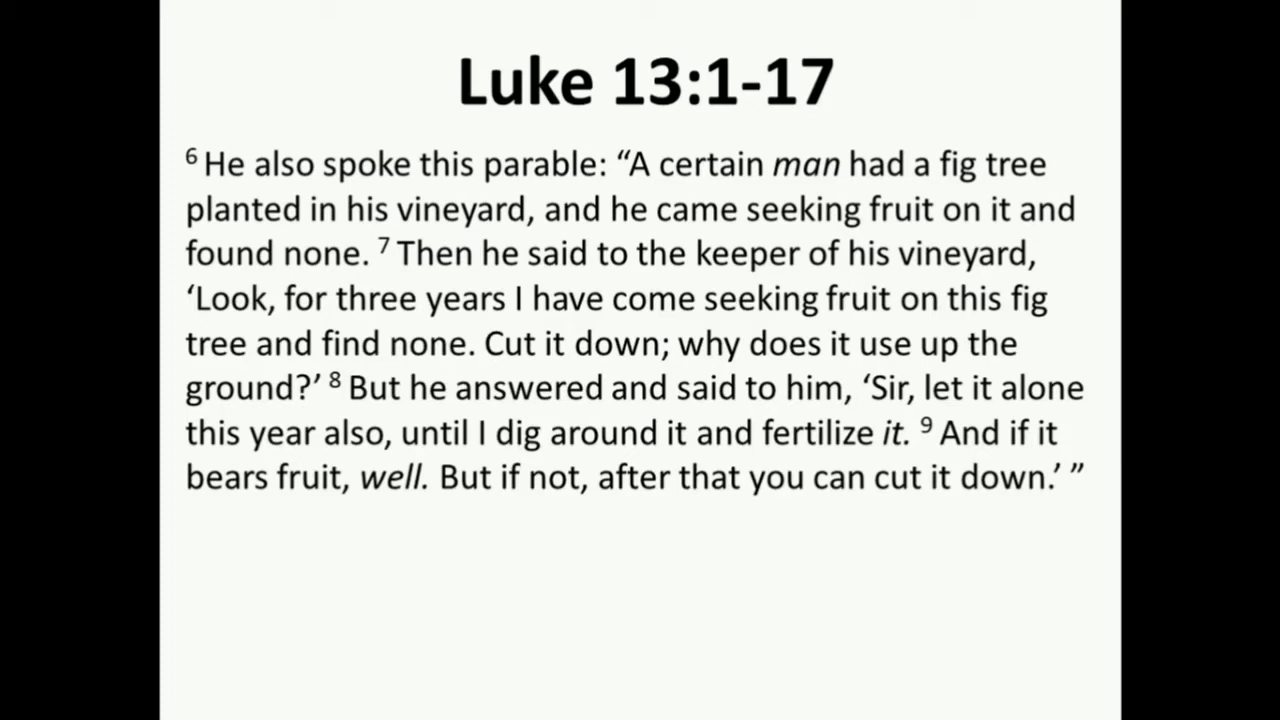 Luke 13:1-17
6 He also spoke this parable: “A certain man had a fig tree
planted in his vineyard, and he came seeking fruit on it and
found none. 7 Then he said to the keeper of his vineyard,
‘Look, for three years I have come seeking fruit on this fig
tree and find none. Cut it down; why does it use up the
ground?’ 8 But he answered and said to him, ‘Sir, let it alone
this year also, until I dig around it and fertilize it. 9 And if it
bears fruit, well. But if not, after that you can cut it down.’ ”